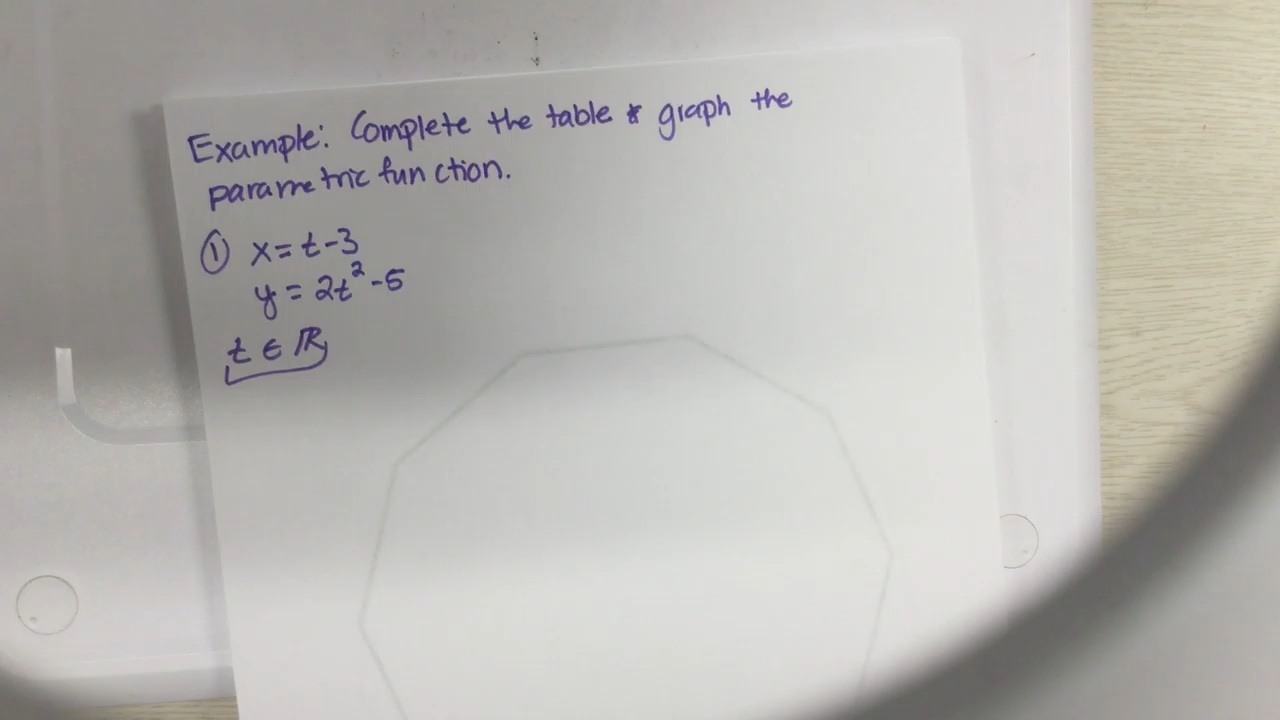 Example: Complete the table & graph the
parametric function.
① x = t - 3
y = 2t² - 5
t ∈ ℝ